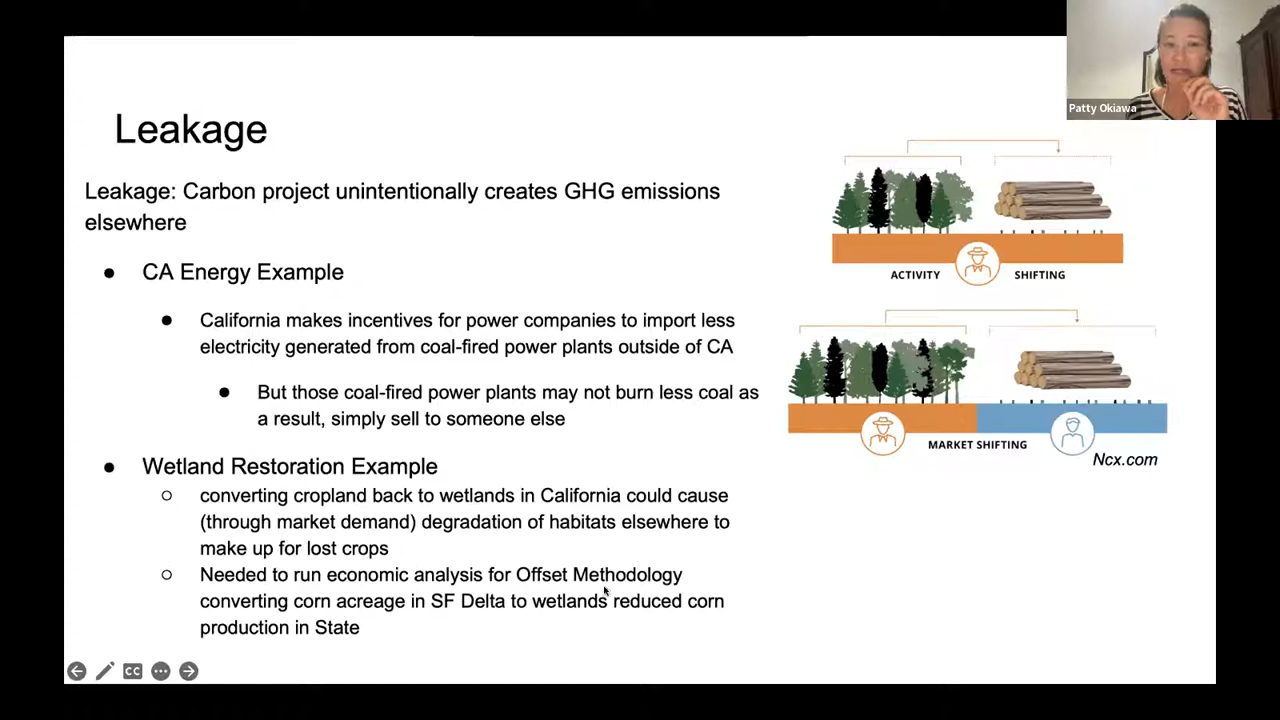 Patty Okiawa
Leakage
Leakage: Carbon project unintentionally creates GHG emissions
elsewhere
● CA Energy Example
● California makes incentives for power companies to import less
electricity generated from coal-fired power plants outside of CA
● But those coal-fired power plants may not burn less coal as
a result, simply sell to someone else
● Wetland Restoration Example
○ converting cropland back to wetlands in California could cause
(through market demand) degradation of habitats elsewhere to
make up for lost crops
○ Needed to run economic analysis for Offset Methodology
converting corn acreage in SF Delta to wetlands reduced corn
production in State
ACTIVITY SHIFTING
MARKET SHIFTING
Ncx.com
CC